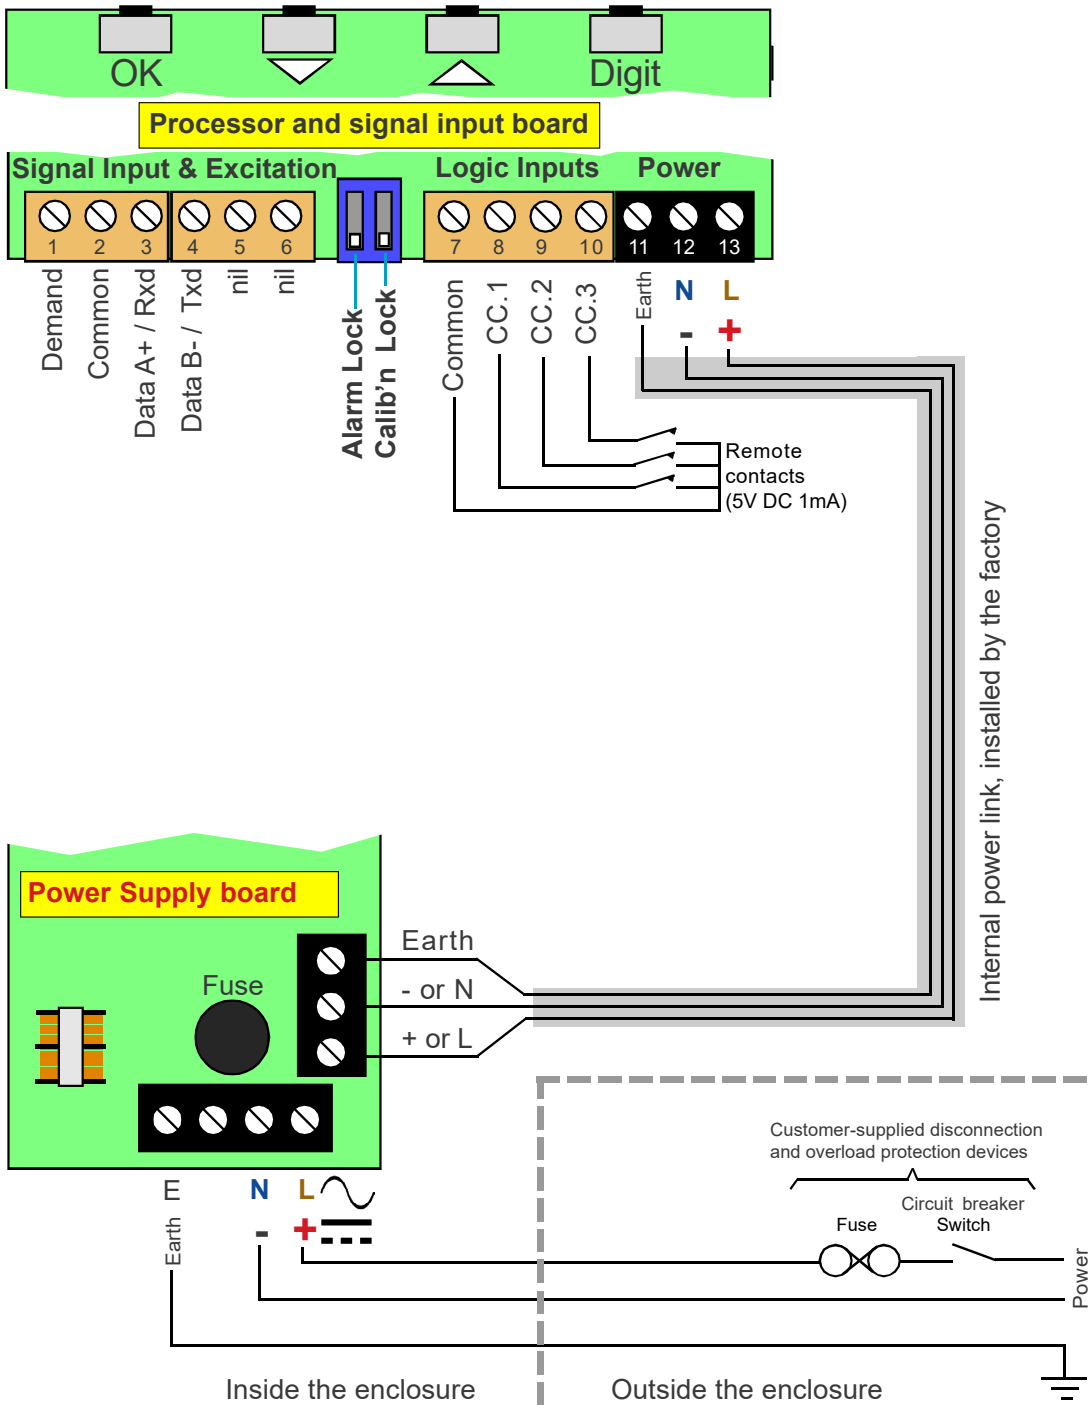 OK
Digit
Processor and signal input board
Signal Input & Excitation
Logic Inputs
Power
1 2 3 4 5 6
7 8 9 10 11 12 13
Demand
Common
Data A+ / Rxd
Data B- / Txd
nil
nil
Alarm Lock
Calib’n Lock
Common
CC.1
CC.2
CC.3
Earth
N
-
L
+
Remote
contacts
(5V DC 1mA)
Internal power link, installed by the factory
Power Supply board
Fuse
Earth
- or N
+ or L
Customer-supplied disconnection
and overload protection devices
Circuit breaker
Fuse
Switch
E
N
L
Earth
-
+
Power
Inside the enclosure
Outside the enclosure